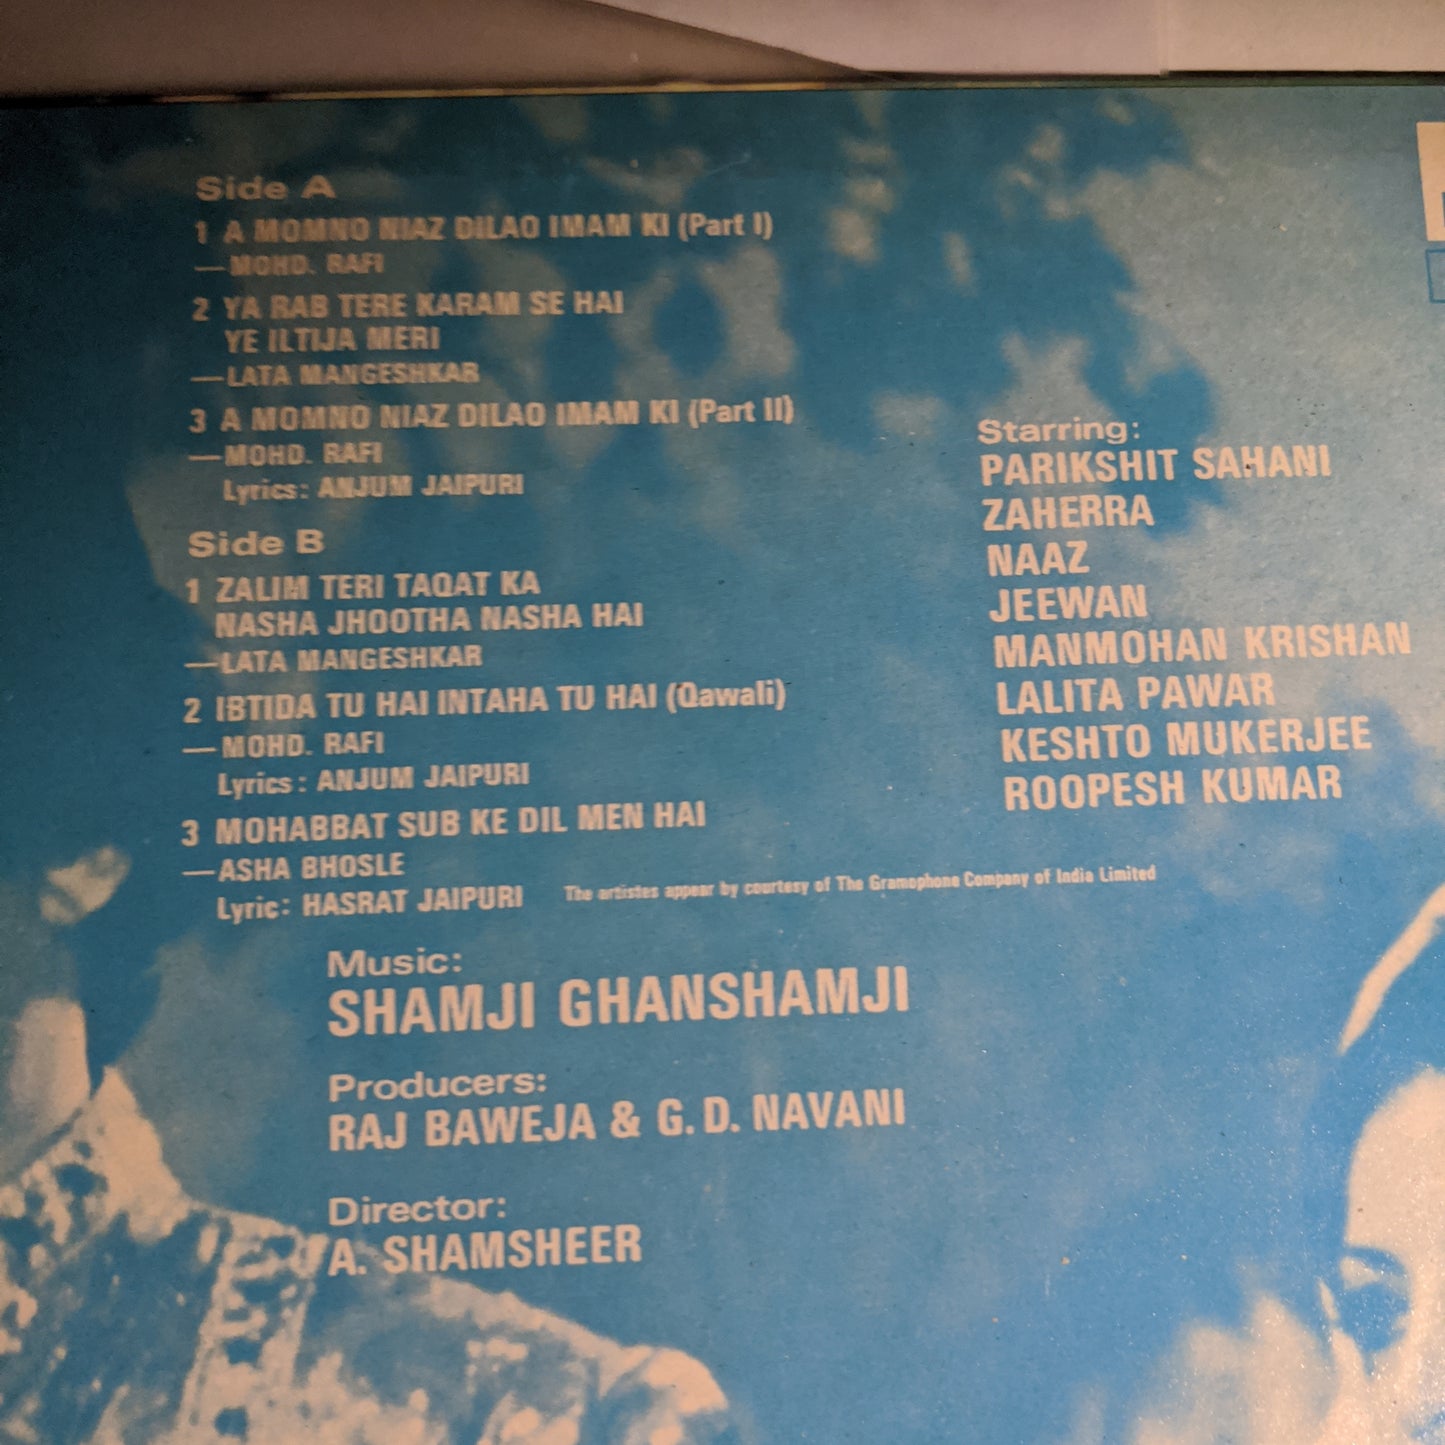 Side A
1 A MOMNO NIAZ DILAO IMAM KI (Part I)
—MOHD. RAFI
2 YA RAB TERE KARAM SE HAI
YE ILTIJA MERI
—LATA MANGESHKAR
3 A MOMNO NIAZ DILAO IMAM KI (Part II)
—MOHD. RAFI
Lyrics: ANJUM JAIPURI
Side B
1 ZALIM TERI TAQAT KA
NASHA JHOOTHA NASHA HAI
—LATA MANGESHKAR
2 IBTIDA TU HAI INTAHA TU HAI (Qawali)
—MOHD. RAFI
Lyrics: ANJUM JAIPURI
3 MOHABBAT SUB KE DIL MEN HAI
—ASHA BHOSLE
Lyric: HASRAT JAIPURI
The artistes appear by courtesy of The Gramophone Company of India Limited
Starring:
PARIKSHIT SAHANI
ZAHERRA
NAAZ
JEEWAN
MANMOHAN KRISHAN
LALITA PAWAR
KESHTO MUKERJEE
ROOPESH KUMAR
Music:
SHAMJI GHANSHAMJI
Producers:
RAJ BAWEJA & G. D. NAVANI
Director:
A. SHAMSHEER